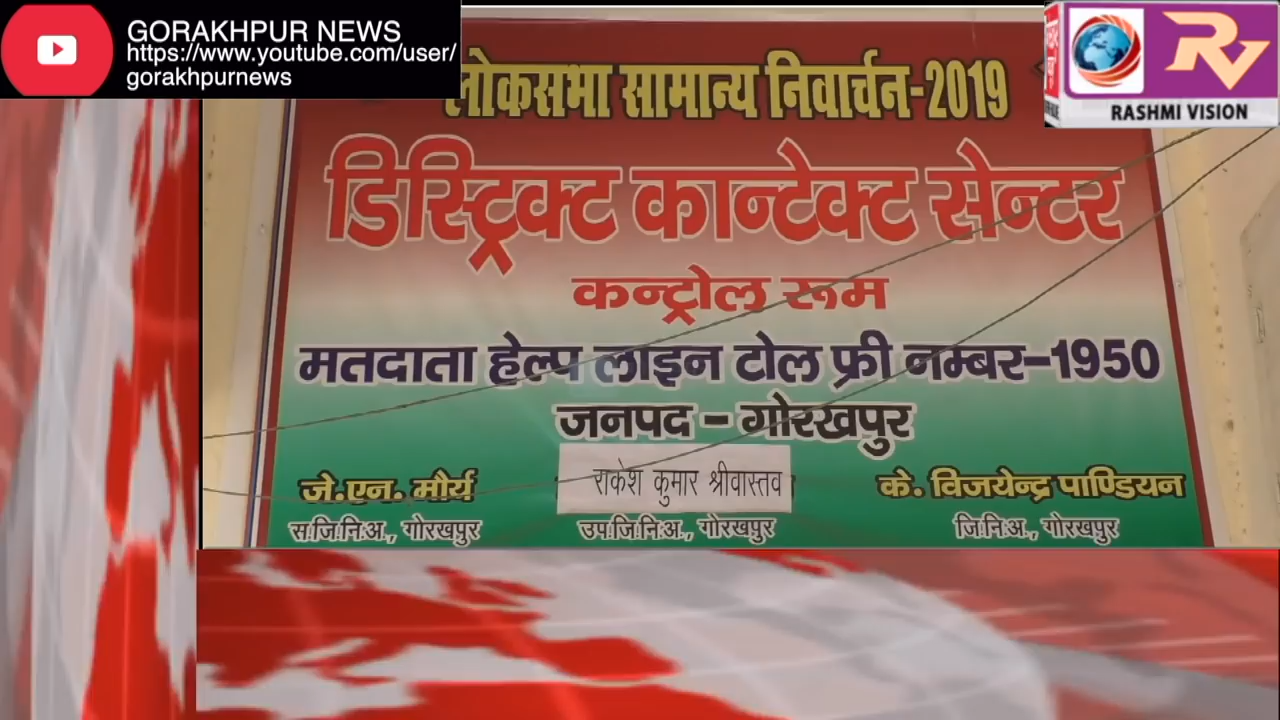 GORAKHPUR NEWS
https://www.youtube.com/user/
gorakhpurnews
RV
RASHMI VISION
लोकसभा सामान्य निवार्चन-2019
डिस्ट्रिक्ट कान्टेक्ट सेन्टर
कन्ट्रोल रूम
मतदाता हेल्प लाइन टोल फ्री नम्बर-1950
जनपद - गोरखपुर
जे.एन. मौर्य राकेश कुमार श्रीवास्तव के. विजयेन्द्र पाण्डियन
स.जि.नि.अ., गोरखपुर उप.जि.नि.अ., गोरखपुर जि.नि.अ., गोरखपुर